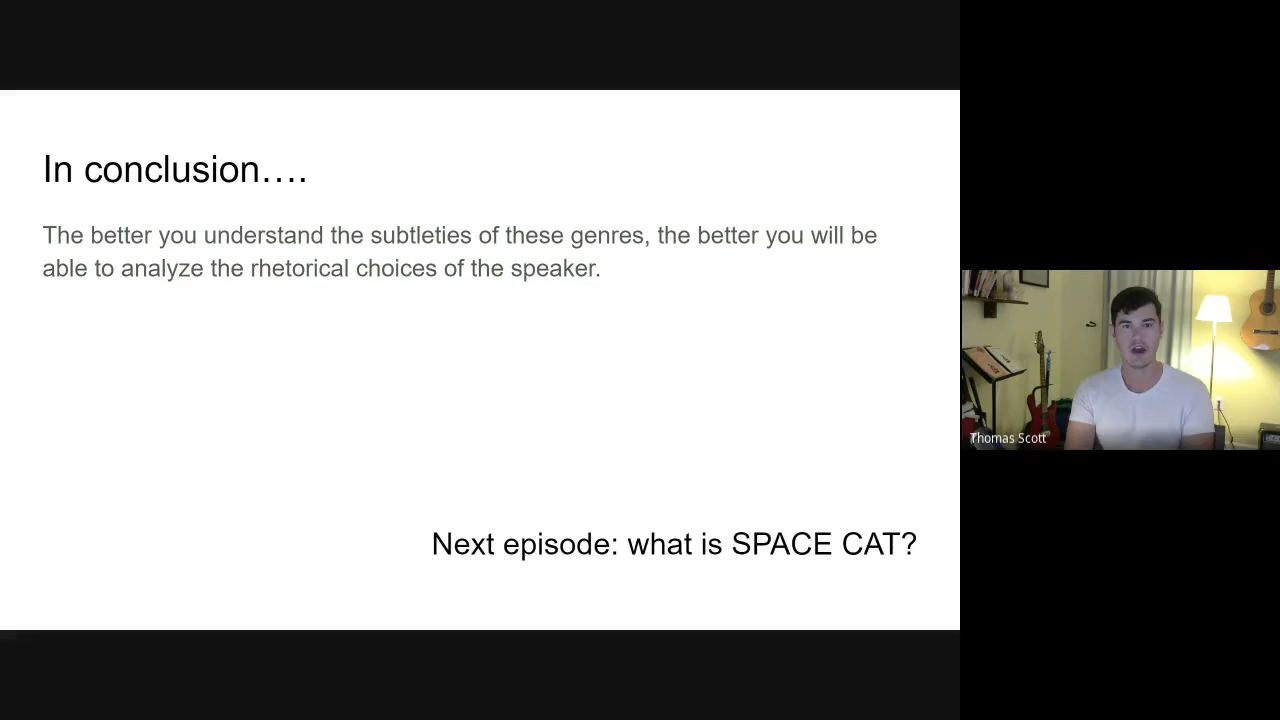 In conclusion….
The better you understand the subtleties of these genres, the better you will be
able to analyze the rhetorical choices of the speaker.
Next episode: what is SPACE CAT?
Thomas Scott